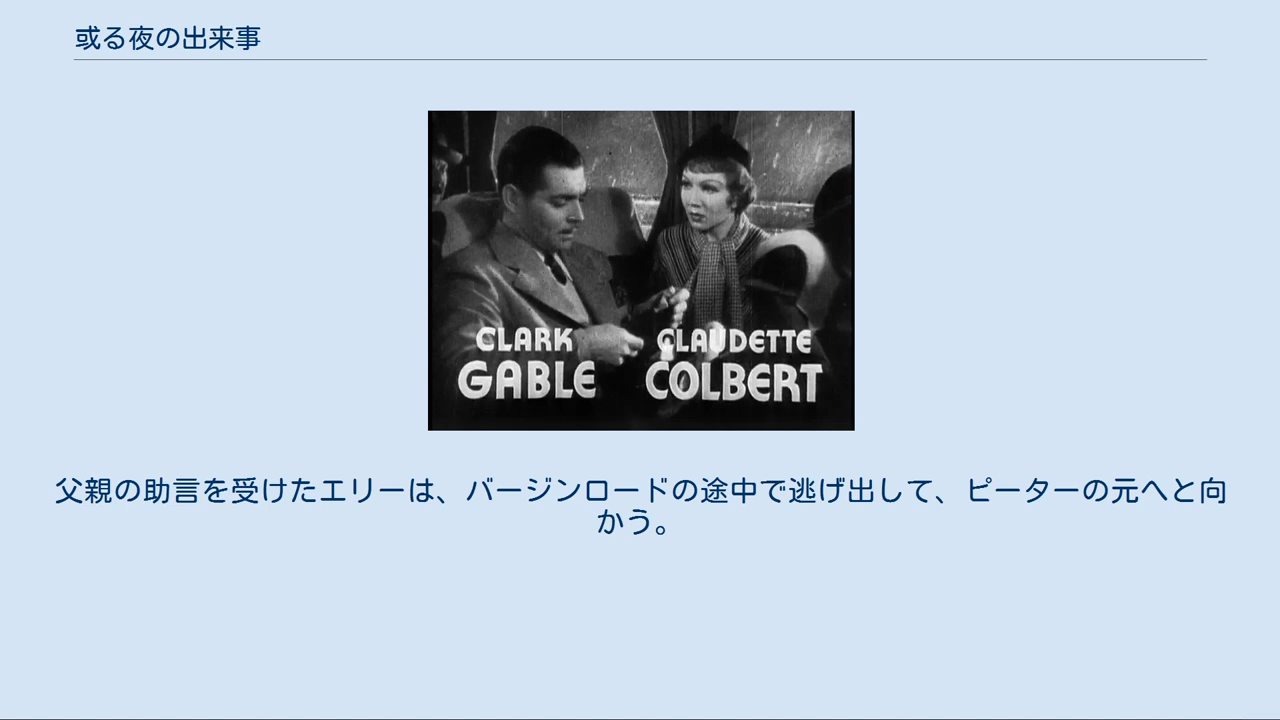 或る夜の出来事
CLARK GABLE
CLAUDETTE COLBERT
父親の助言を受けたエリーは、バージンロードの途中で逃げ出して、ピーターの元へと向
かう。